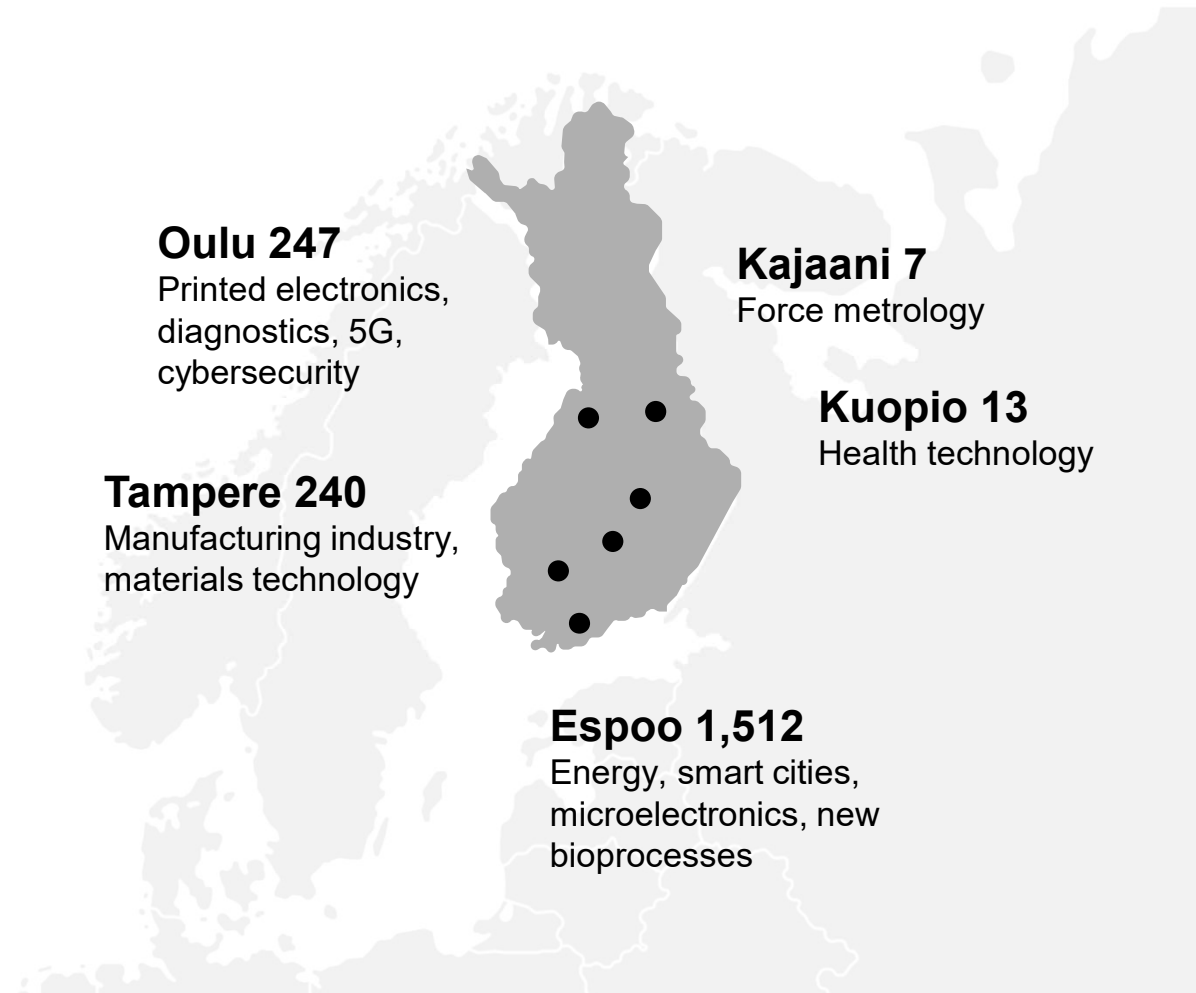 Oulu 247
Printed electronics,
diagnostics, 5G,
cybersecurity
Kajaani 7
Force metrology
Kuopio 13
Health technology
Tampere 240
Manufacturing industry,
materials technology
Espoo 1,512
Energy, smart cities,
microelectronics, new
bioprocesses